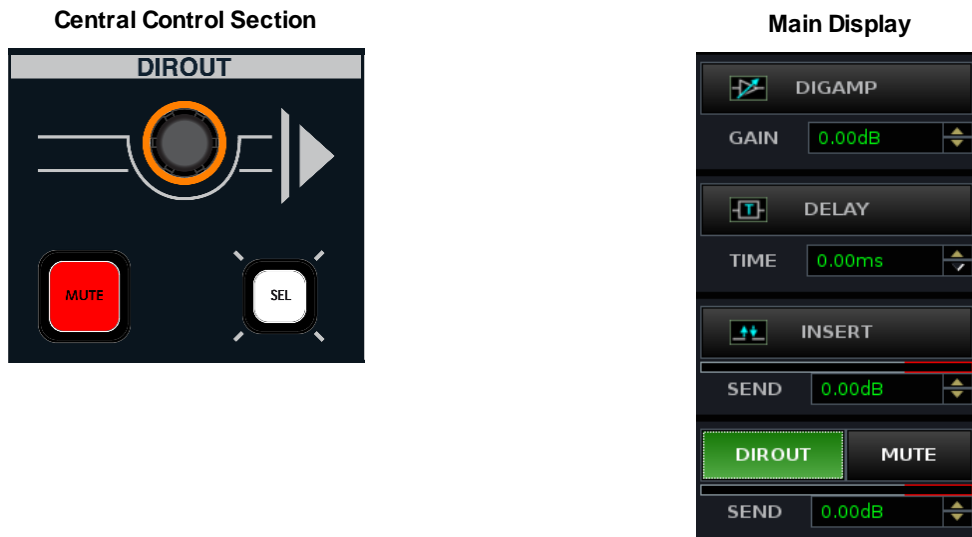 Central Control Section
DIROUT
MUTE
SEL
Main Display
DIGAMP
GAIN 0.00dB
T DELAY
TIME 0.00ms
INSERT
SEND 0.00dB
DIROUT MUTE
SEND 0.00dB